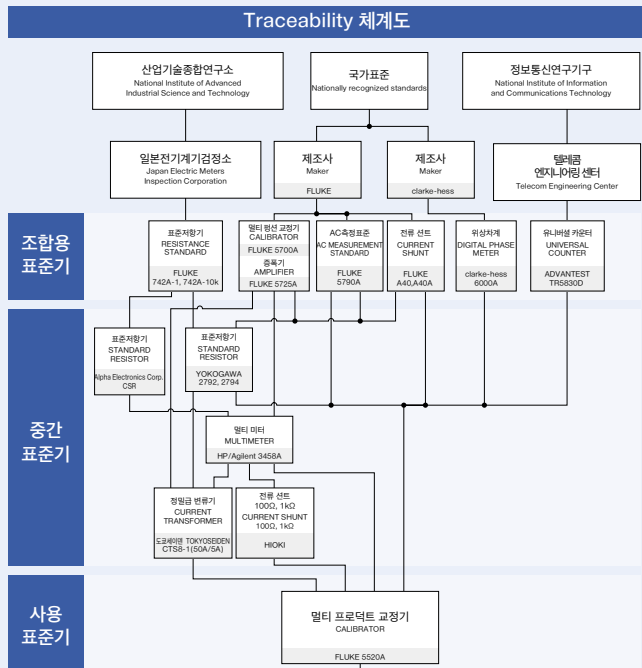 Traceability 체계도
산업기술종합연구소
National Institute of Advanced
Industrial Science and Technology
국가표준
Nationally recognized standards
정보통신연구기구
National Institute of Information
and Communications Technology
일본전기계기검정소
Japan Electric Meters
Inspection Corporation
제조사
Maker
FLUKE
제조사
Maker
clarke-hess
텔레콤
엔지니어링 센터
Telecom Engineering Center
조합용
표준기
표준저항기
RESISTANCE
STANDARD
FLUKE
742A-1, 742A-10k
멀티 펑션 교정기
CALIBRATOR
FLUKE 5700A
증폭기
AMPLIFIER
FLUKE 5725A
AC측정표준
AC MEASUREMENT
STANDARD
FLUKE
5790A
전류 션트
CURRENT
SHUNT
FLUKE
A40,A40A
위상차계
DIGITAL PHASE
METER
clarke-hess
6000A
유니버셜 카운터
UNIVERSAL
COUNTER
ADVANTEST
TR5830D
중간
표준기
표준저항기
STANDARD
RESISTOR
Alpha Electronics Corp.
CSR
표준저항기
STANDARD
RESISTOR
YOKOGAWA
2792, 2794
멀티 미터
MULTIMETER
HP/Agilent 3458A
정밀급 변류기
CURRENT
TRANSFORMER
도쿄세이덴 TOKYOSEIDEN
CTS8-1(50A/5A)
전류 션트
100Ω, 1kΩ
CURRENT SHUNT
100Ω, 1kΩ
HIOKI
사용
표준기
멀티 프로덕트 교정기
CALIBRATOR
FLUKE 5520A